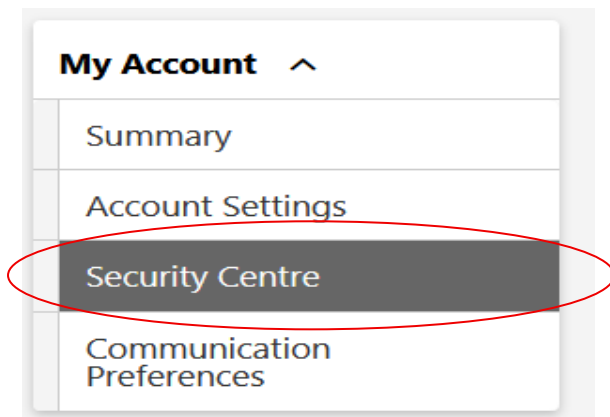 My Account
Summary
Account Settings
Security Centre
Communication
Preferences